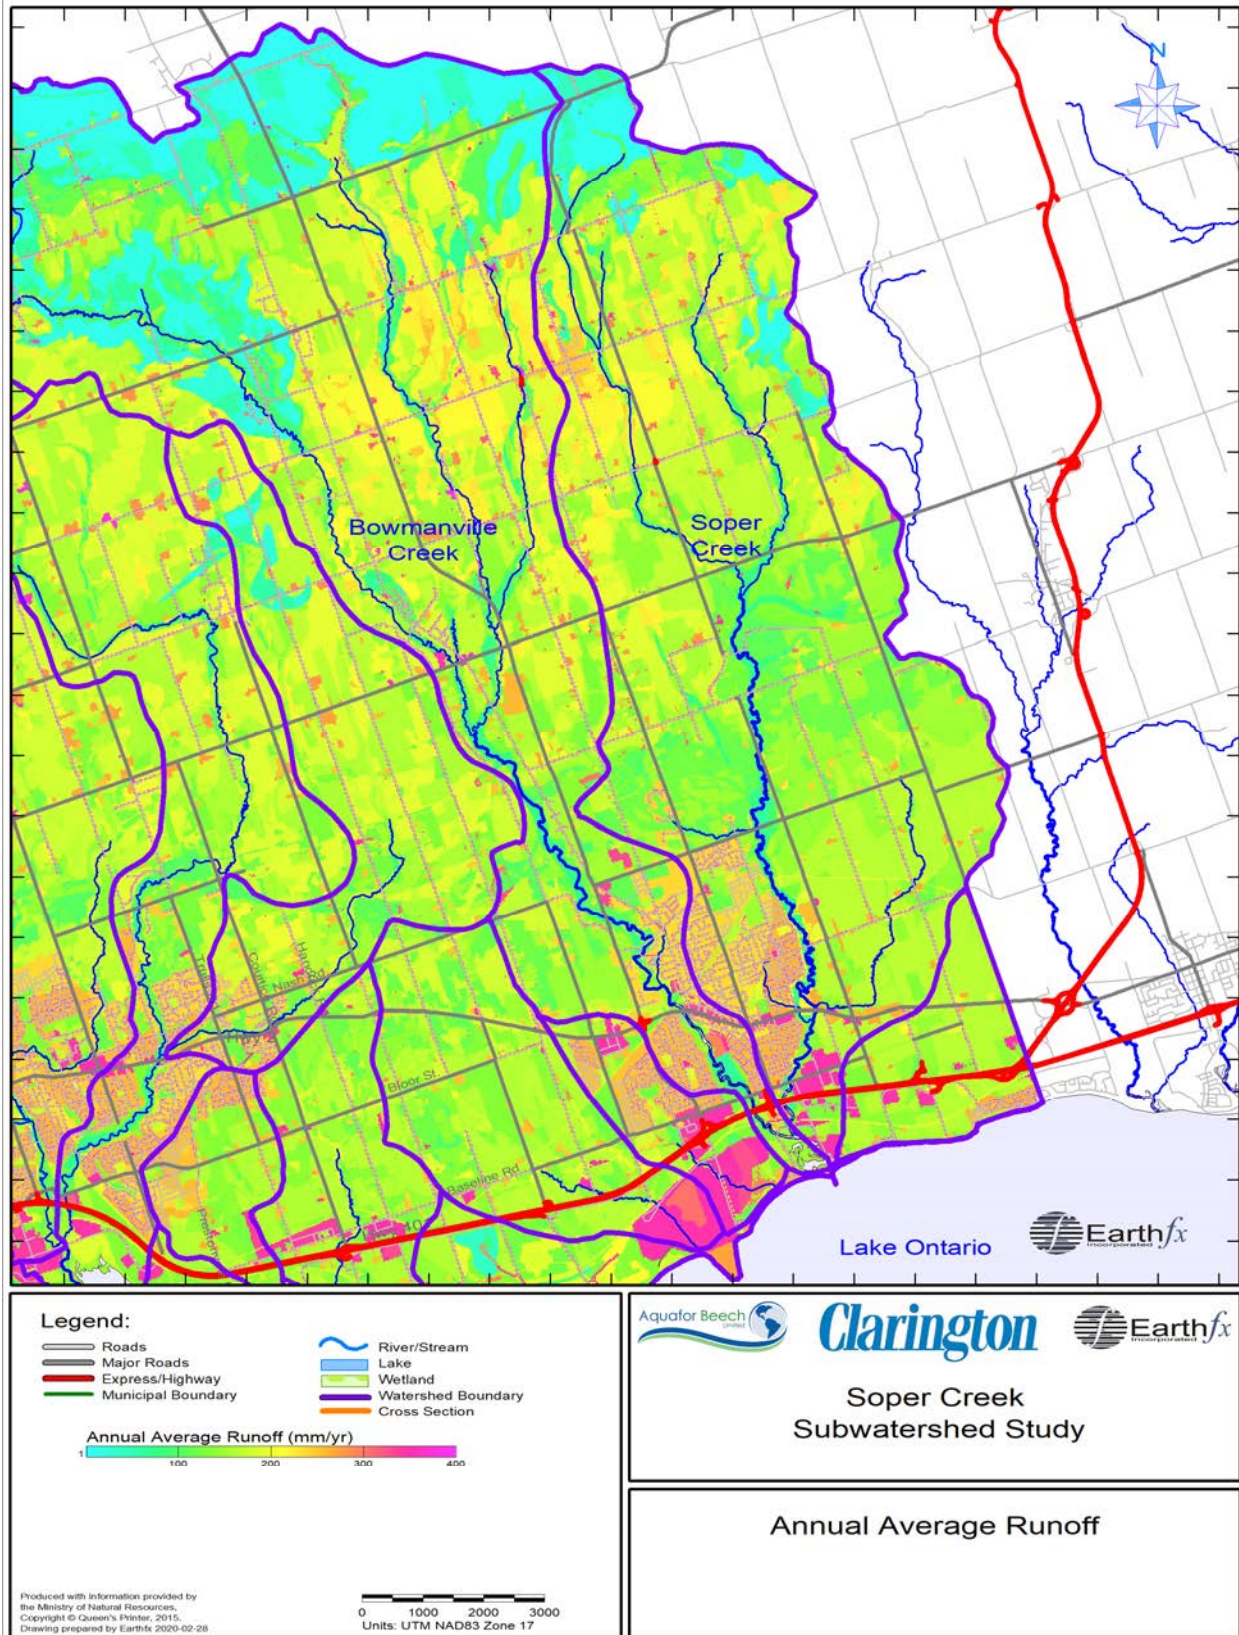 N
Bowmanville
Creek
Soper
Creek
Nash Rd
Hwy 2
Bloor St.
Baseline Rd
Lake Ontario
Earthfx
Incorporated
Legend:
Roads
Major Roads
Express/Highway
Municipal Boundary
River/Stream
Lake
Wetland
Watershed Boundary
Cross Section
Annual Average Runoff (mm/yr)
1 100 200 300 400
Produced with information provided by
the Ministry of Natural Resources,
Copyright © Queen's Printer, 2015.
Drawing prepared by Earthfx 2020-02-28
0 1000 2000 3000
Units: UTM NAD83 Zone 17
Aquafor Beech
Limited
Clarington
Earthfx
Incorporated
Soper Creek
Subwatershed Study
Annual Average Runoff